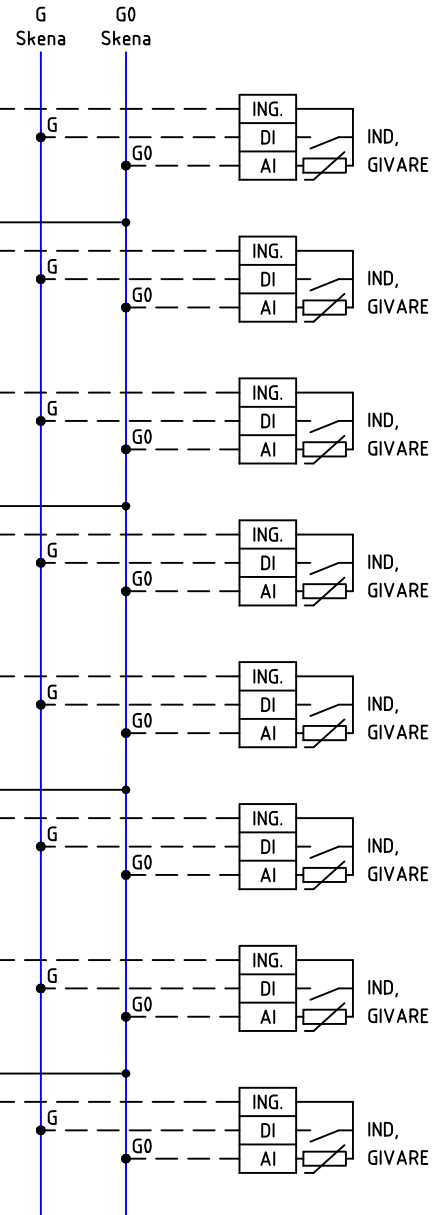 G G0
Skena Skena
ING.
G DI IND,
G0 AI GIVARE
ING.
G DI IND,
G0 AI GIVARE
ING.
G DI IND,
G0 AI GIVARE
ING.
G DI IND,
G0 AI GIVARE
ING.
G DI IND,
G0 AI GIVARE
ING.
G DI IND,
G0 AI GIVARE
ING.
G DI IND,
G0 AI GIVARE
ING.
G DI IND,
G0 AI GIVARE